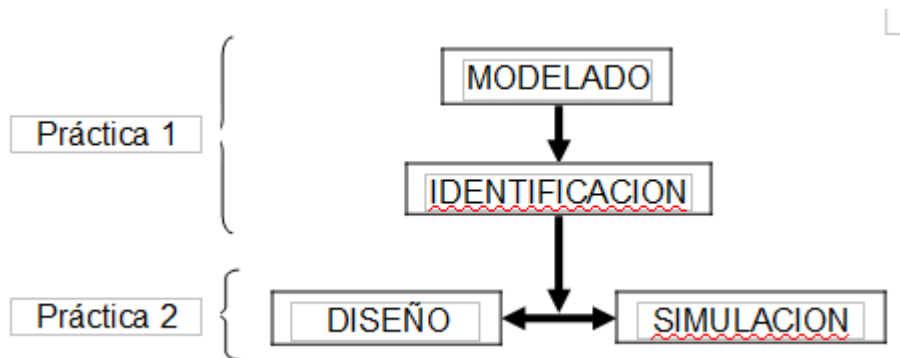 MODELADO
Práctica 1
IDENTIFICACION
Práctica 2
DISEÑO
SIMULACION